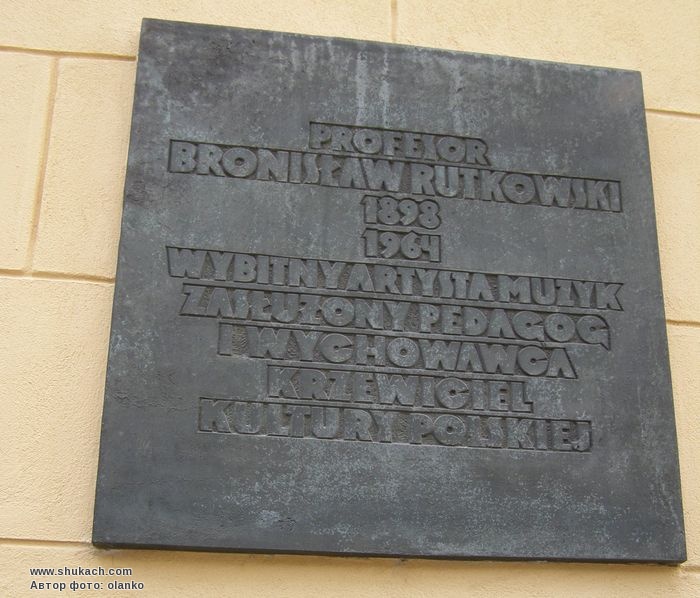 PROFESOR
BRONISŁAW RUTKOWSKI
1898
1964
WYBITNY ARTYSTA MUZYK
ZASŁUŻONY PEDAGOG
I WYCHOWAWCA
KRZEWICIEL
KULTURY POLSKIEJ
www.shukach.com
Автор фото: olanko